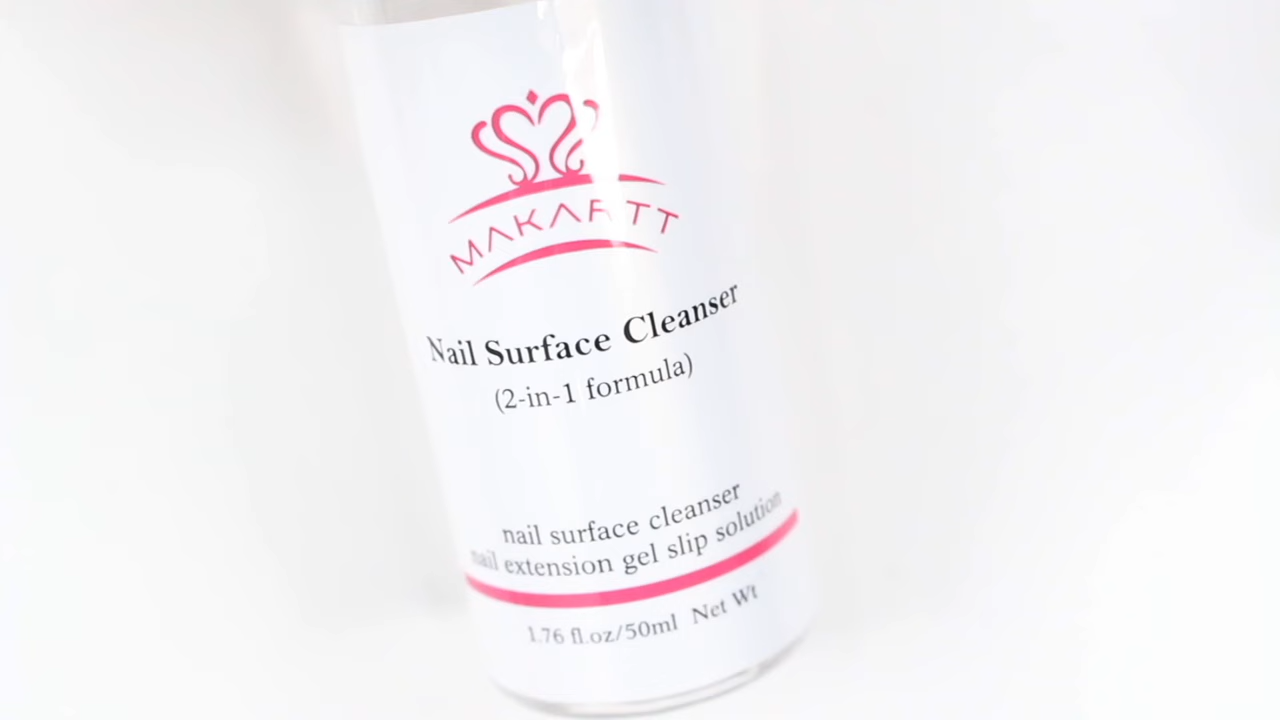 MAKARTT
Nail Surface Cleanser
(2-in-1 formula)
nail surface cleanser
nail extension gel slip solution
1.76 fl.oz/50ml Net Wt